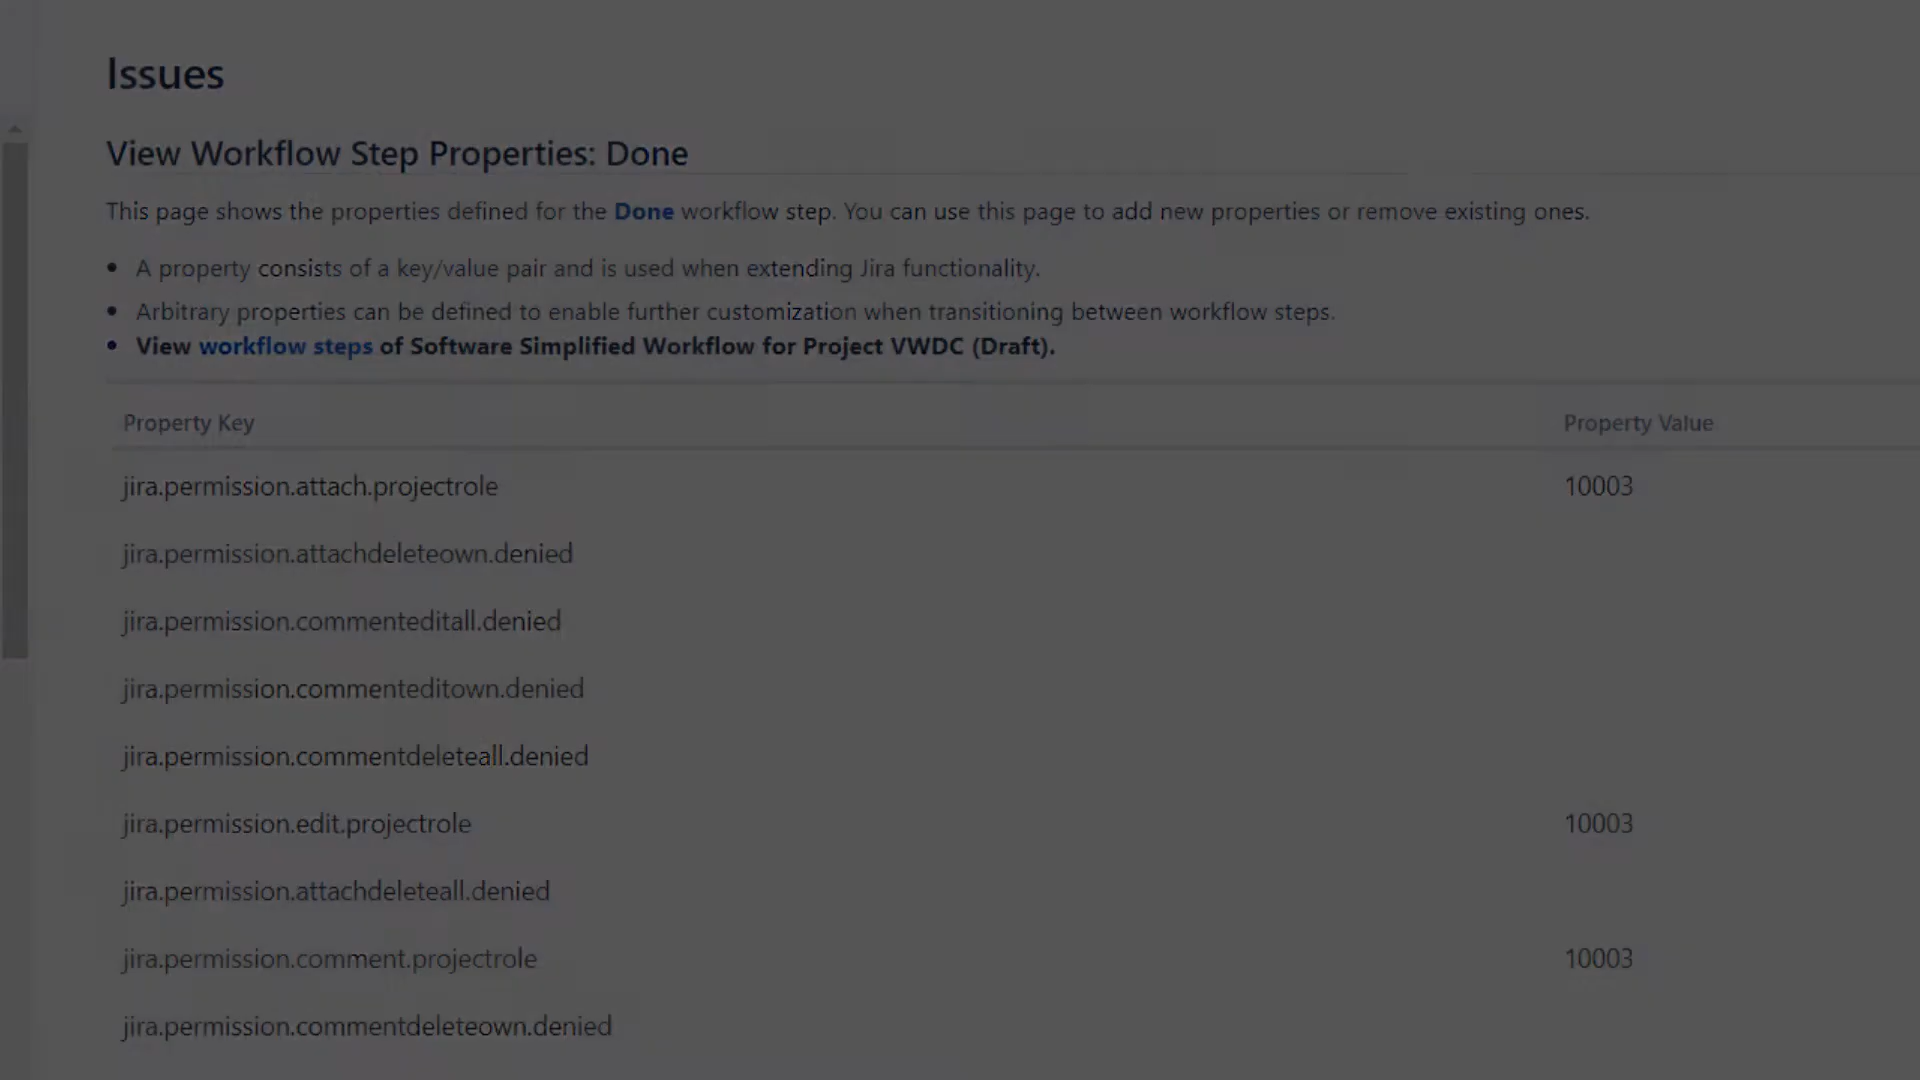 Issues
View Workflow Step Properties: Done
This page shows the properties defined for the Done workflow step. You can use this page to add new properties or remove existing ones.
• A property consists of a key/value pair and is used when extending Jira functionality.
• Arbitrary properties can be defined to enable further customization when transitioning between workflow steps.
• View workflow steps of Software Simplified Workflow for Project VWDC (Draft).
Property Key Property Value
jira.permission.attach.projectrole 10003
jira.permission.attachdeleteown.denied
jira.permission.commenteditall.denied
jira.permission.commenteditown.denied
jira.permission.commentdeleteall.denied
jira.permission.edit.projectrole 10003
jira.permission.attachdeleteall.denied
jira.permission.comment.projectrole 10003
jira.permission.commentdeleteown.denied